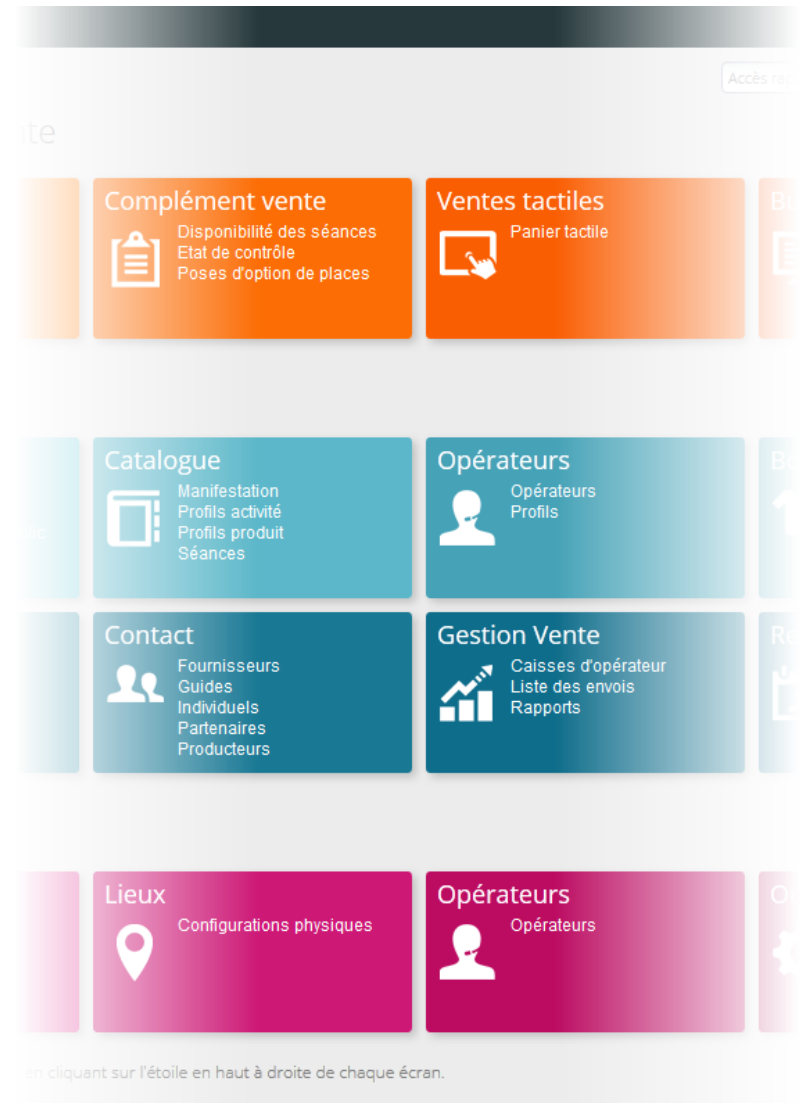 Accès
Complément vente
Disponibilité des séances
Etat de contrôle
Poses d'option de places
Ventes tactiles
Panier tactile
Catalogue
Manifestation
Profils activité
Profils produit
Séances
Opérateurs
Opérateurs
Profils
Contact
Fournisseurs
Guides
Individuels
Partenaires
Producteurs
Gestion Vente
Caisses d'opérateur
Liste des envois
Rapports
Lieux
Configurations physiques
Opérateurs
Opérateurs
en cliquant sur l'étoile en haut à droite de chaque écran.